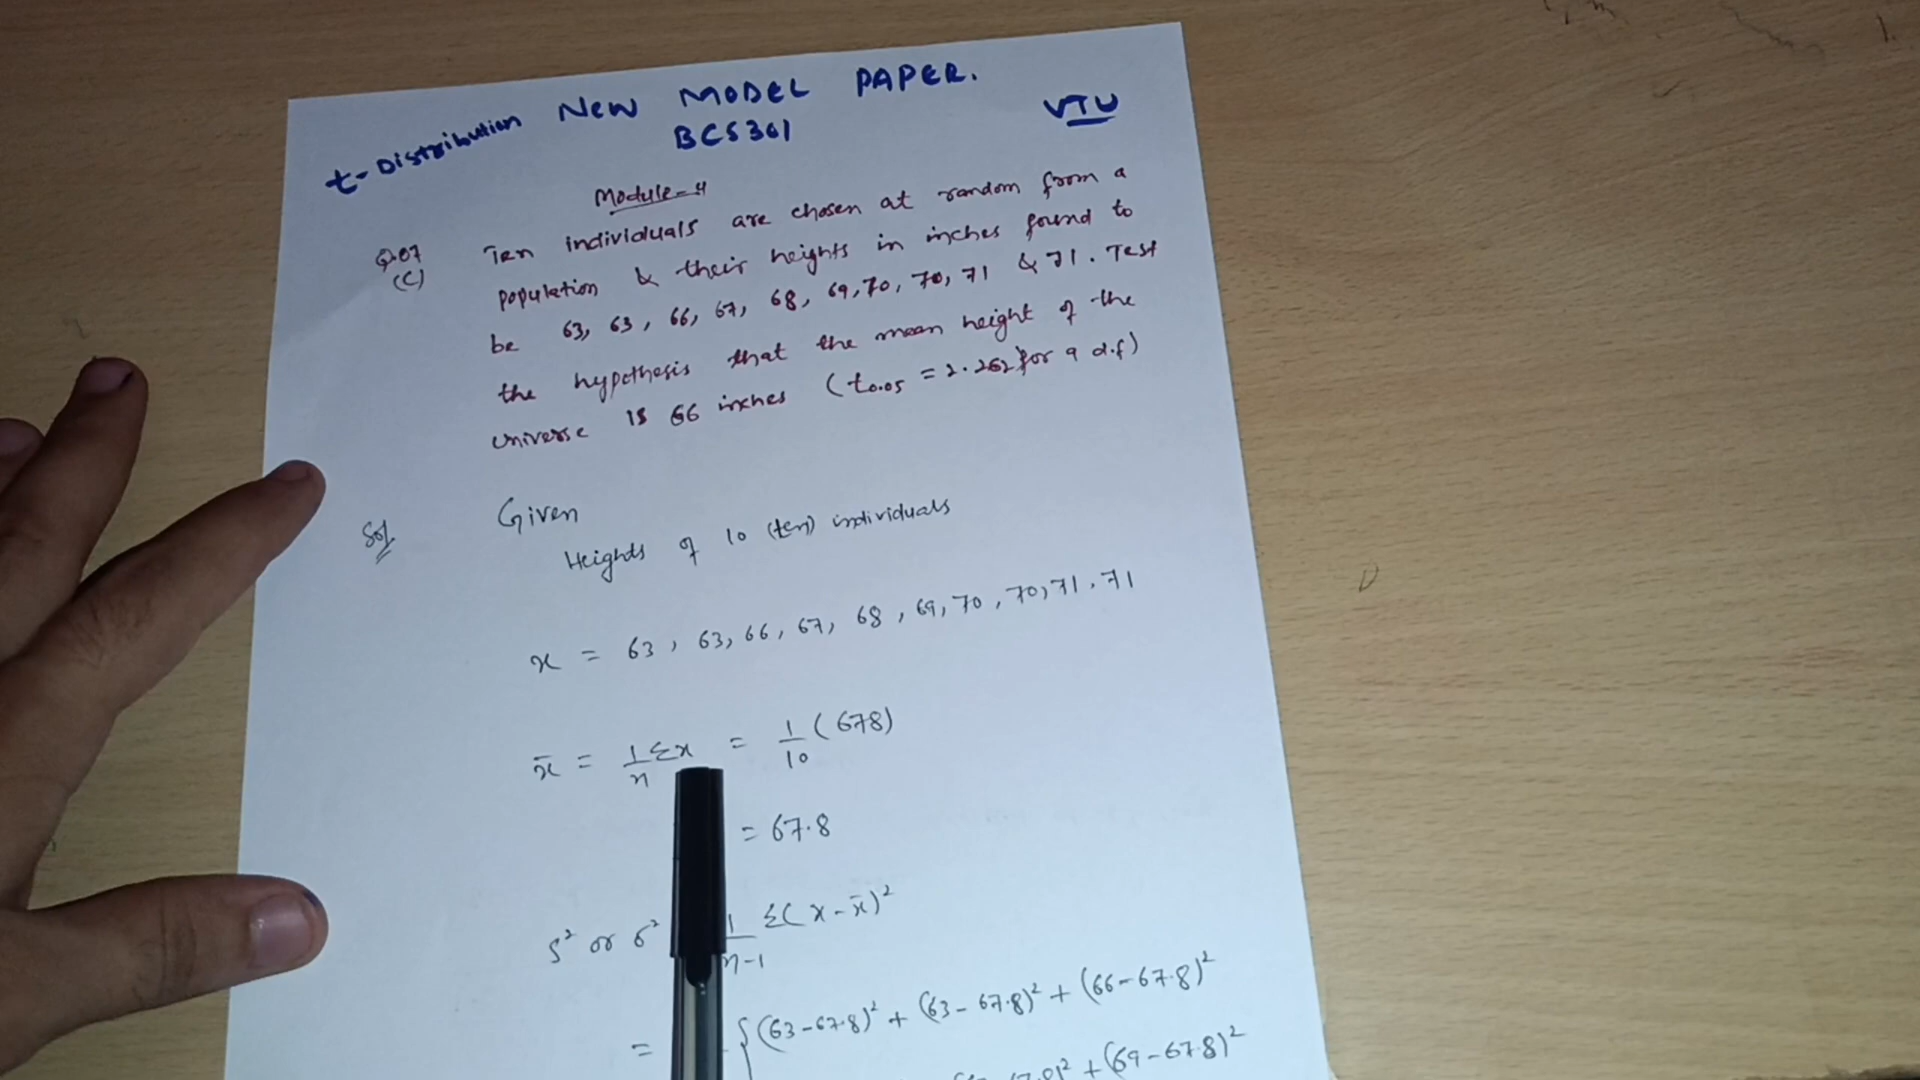 t-Distribution NEW MODEL PAPER.
BCS301
VTU
Module-4
Q.07
(C)
Ten individuals are chosen at random from a
population & their heights in inches found to
be 63, 63, 66, 67, 68, 69, 70, 70, 71 & 71. Test
the hypothesis that the mean height of the
universe is 66 inches (t0.05 = 2.262 for 9 d.f)
Sol
Given
Heights of 10 (ten) individuals
x = 63, 63, 66, 67, 68, 69, 70, 70, 71, 71
x̄ = 1/n Σx = 1/10 (678)
= 67.8
s² or σ² 1/n-1 Σ(x-x̄)²
= {(63-67.8)² + (63-67.8)² + (66-67.8)²
+ (69-67.8)²